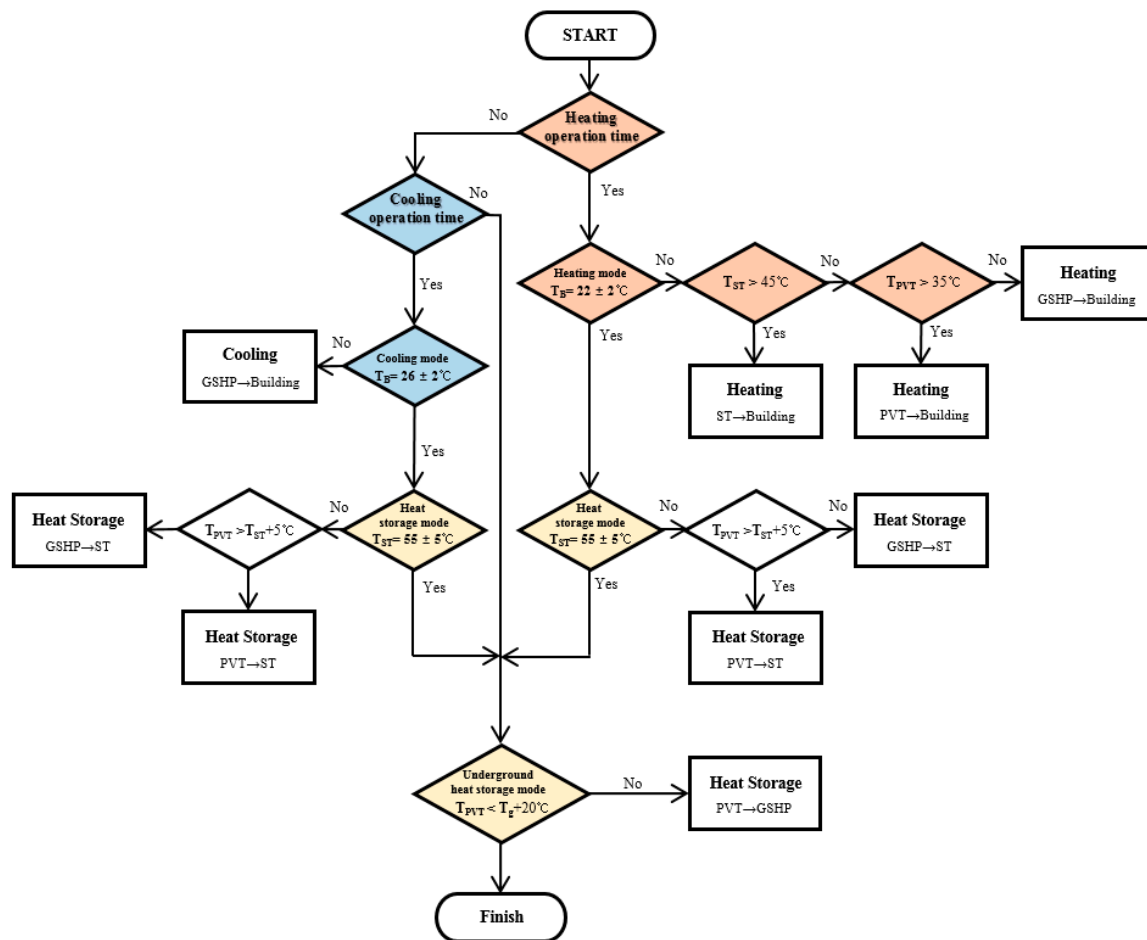 START
Heating
operation time
No
Yes
Cooling
operation time
No
Yes
Heating mode
T_B= 22 ± 2℃
No
T_ST > 45℃
No
T_PVT > 35℃
No
Heating
GSHP→Building
Yes
Yes
Yes
Heating
ST→Building
Heating
PVT→Building
Cooling mode
T_B= 26 ± 2℃
No
Cooling
GSHP→Building
Yes
Heat
storage mode
T_ST= 55 ± 5℃
No
T_PVT >T_ST+5℃
Heat Storage
GSHP→ST
Heat Storage
PVT→ST
Yes
Heat
storage mode
T_ST= 55 ± 5℃
No
T_PVT >T_ST+5℃
No
Heat Storage
GSHP→ST
Yes
Yes
Heat Storage
PVT→ST
Underground
heat storage mode
T_PVT < T_g+20℃
No
Heat Storage
PVT→GSHP
Finish